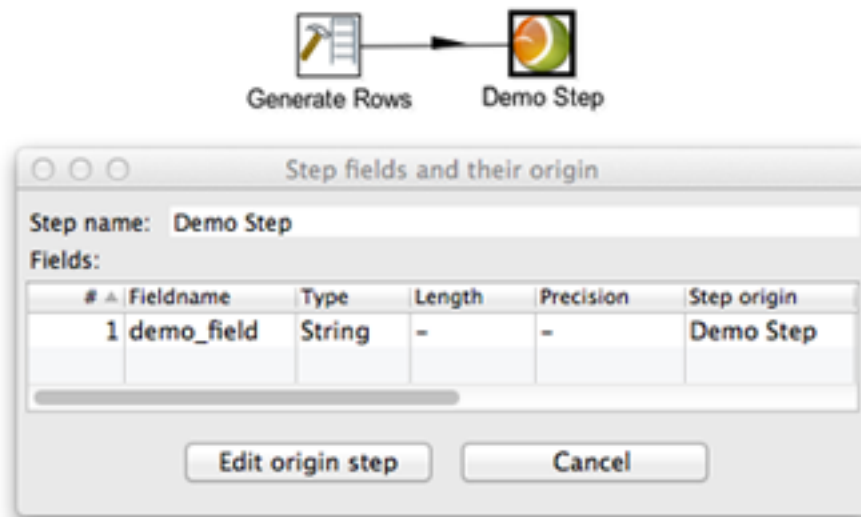 Generate Rows Demo Step
Step fields and their origin
Step name: Demo Step
Fields:
# Fieldname Type Length Precision Step origin
1 demo_field String - - Demo Step
Edit origin step Cancel